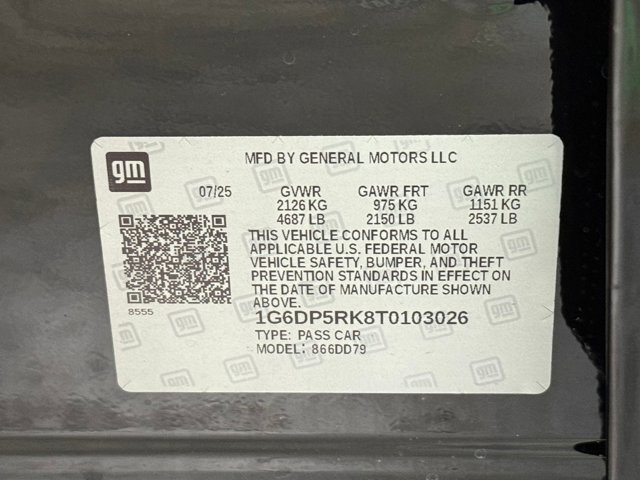 gm
MFD BY GENERAL MOTORS LLC
07/25 GVWR GAWR FRT GAWR RR
2126 KG 975 KG 1151 KG
4687 LB 2150 LB 2537 LB
THIS VEHICLE CONFORMS TO ALL
APPLICABLE U.S. FEDERAL MOTOR
VEHICLE SAFETY, BUMPER, AND THEFT
PREVENTION STANDARDS IN EFFECT ON
THE DATE OF MANUFACTURE SHOWN
ABOVE.
8555
1G6DP5RK8T0103026
TYPE: PASS CAR
MODEL: 866DD79